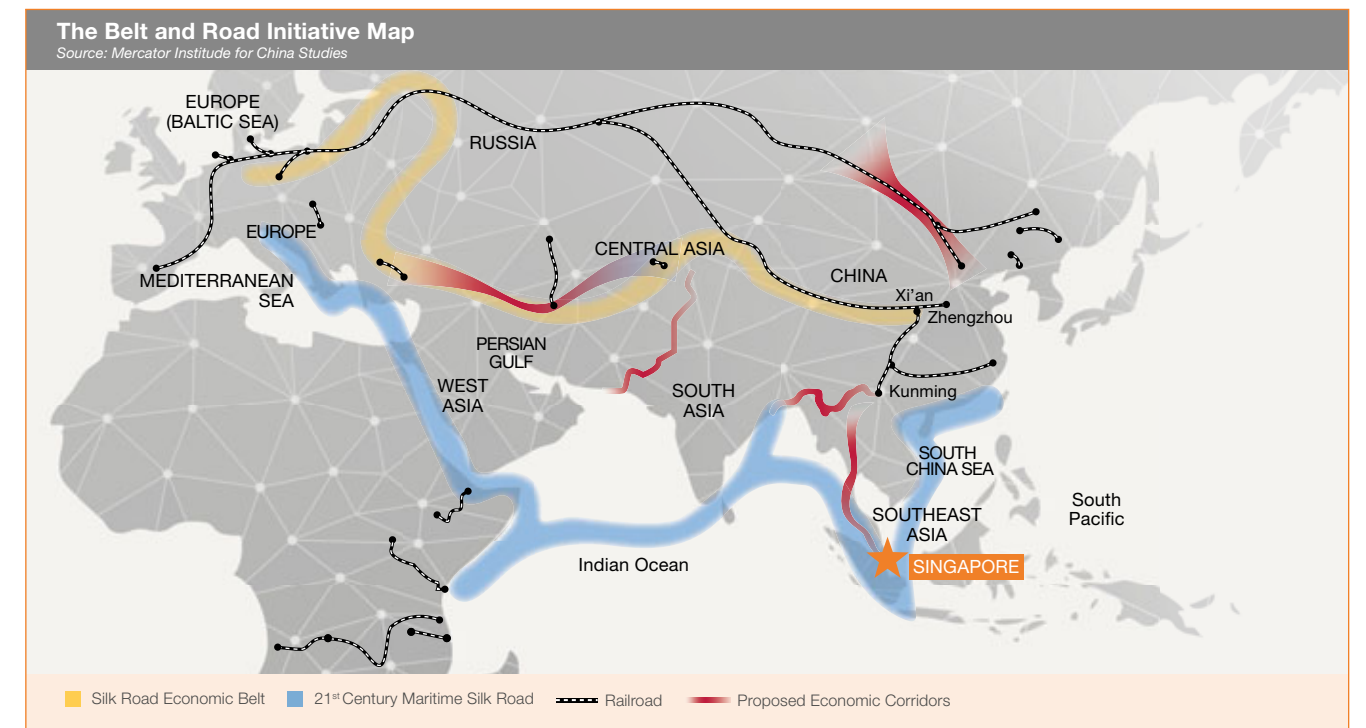 The Belt and Road Initiative Map
Source: Mercator Institute for China Studies
EUROPE
(BALTIC SEA)
RUSSIA
EUROPE
CENTRAL ASIA
MEDITERRANEAN
SEA
CHINA
Xi'an
Zhengzhou
PERSIAN
GULF
WEST
ASIA
SOUTH
ASIA
Kunming
SOUTH
CHINA SEA
South
Pacific
SOUTHEAST
ASIA
Indian Ocean
SINGAPORE
Silk Road Economic Belt
21st Century Maritime Silk Road
Railroad
Proposed Economic Corridors